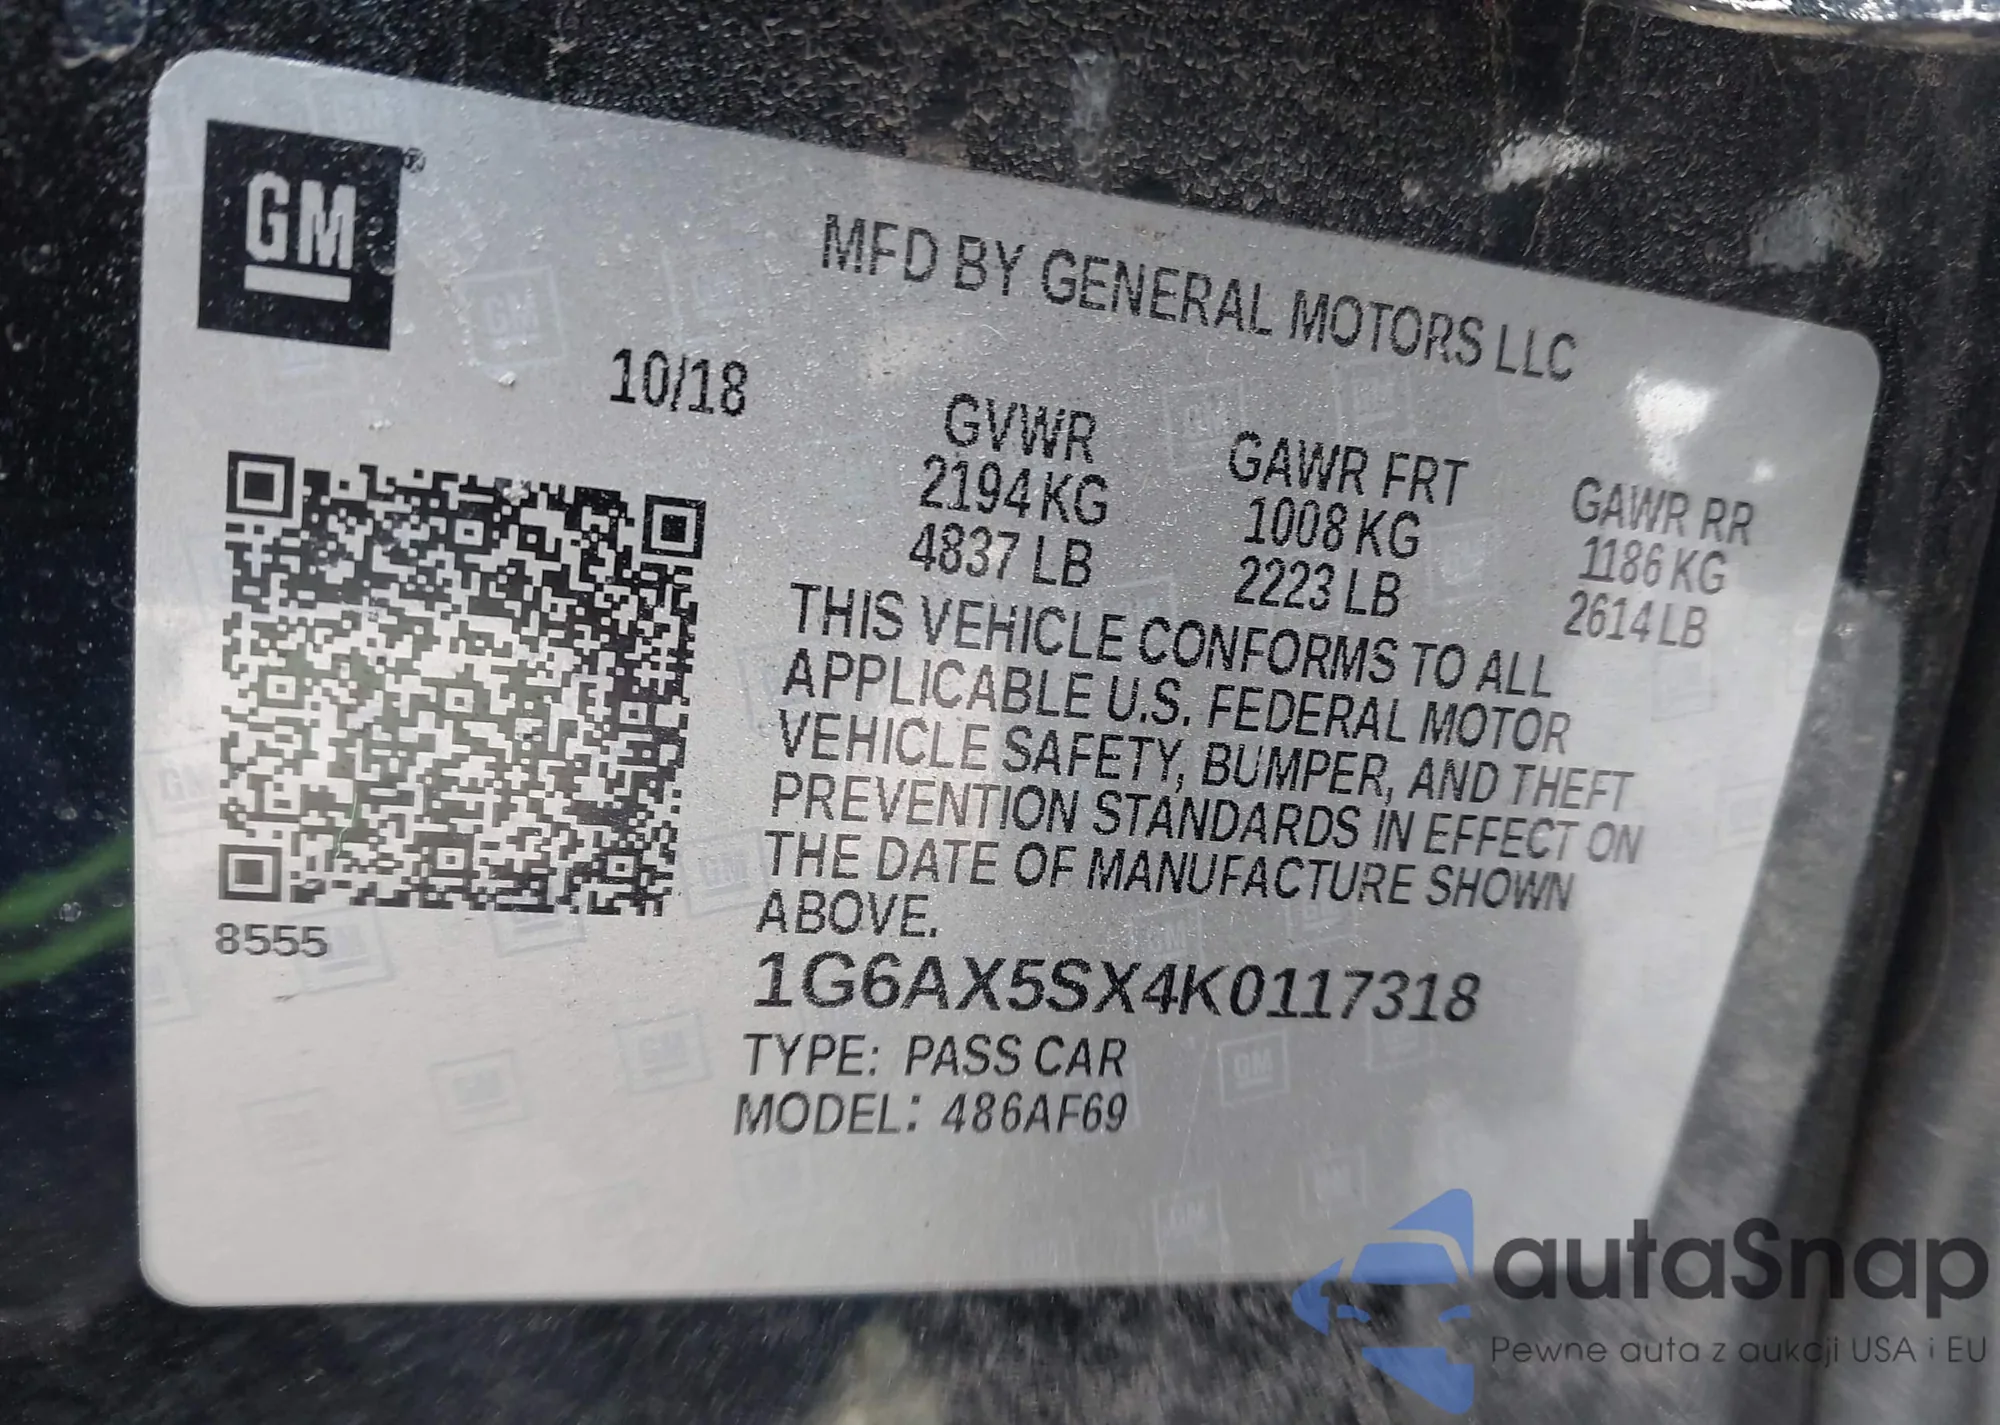 GM®
MFD BY GENERAL MOTORS LLC
10/18
GVWR
2194 KG
4837 LB
GAWR FRT
1008 KG
2223 LB
GAWR RR
1186 KG
2614 LB
THIS VEHICLE CONFORMS TO ALL
APPLICABLE U.S. FEDERAL MOTOR
VEHICLE SAFETY, BUMPER, AND THEFT
PREVENTION STANDARDS IN EFFECT ON
THE DATE OF MANUFACTURE SHOWN
ABOVE.
8555
1G6AX5SX4K0117318
TYPE: PASS CAR
MODEL: 486AF69
autaSnap
Pewne auta z aukcji USA i EU